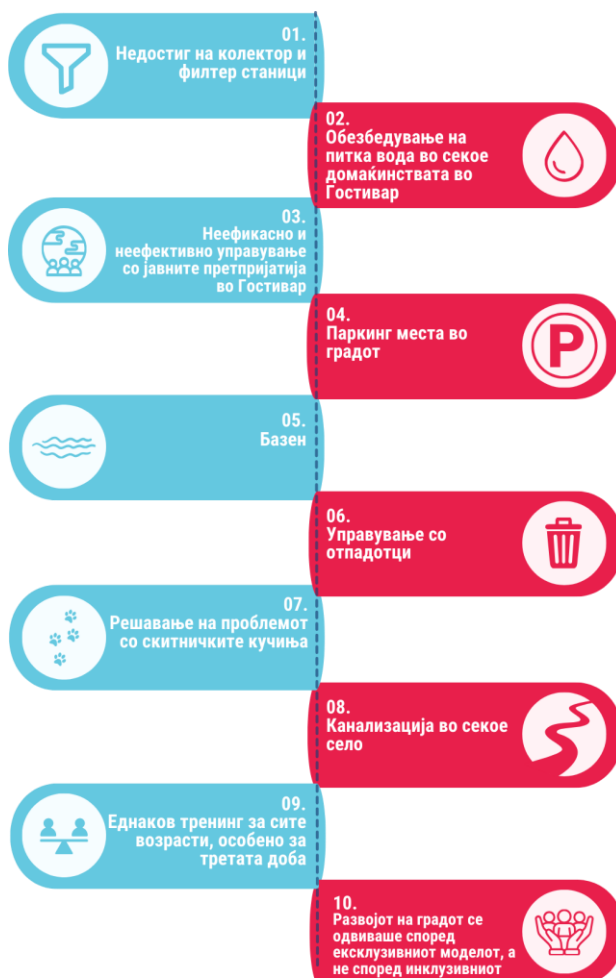 01.
Недостиг на колектор и
филтер станици
02.
Обезбедување на
питка вода во секое
домаќинствата во
Гостивар
03.
Неефикасно и
неефективно управување
со јавните претпријатија
во Гостивар
04.
Паркинг места во
градот
P
05.
Базен
06.
Управување со
отпадотци
07.
Решавање на проблемот
со скитничките кучиња
08.
Канализација во секое
село
09.
Еднаков тренинг за сите
возрасти, особено за
третата доба
10.
Развојот на градот се
одвиваше според
ексклузивниот моделот, а
не според инклузивниот